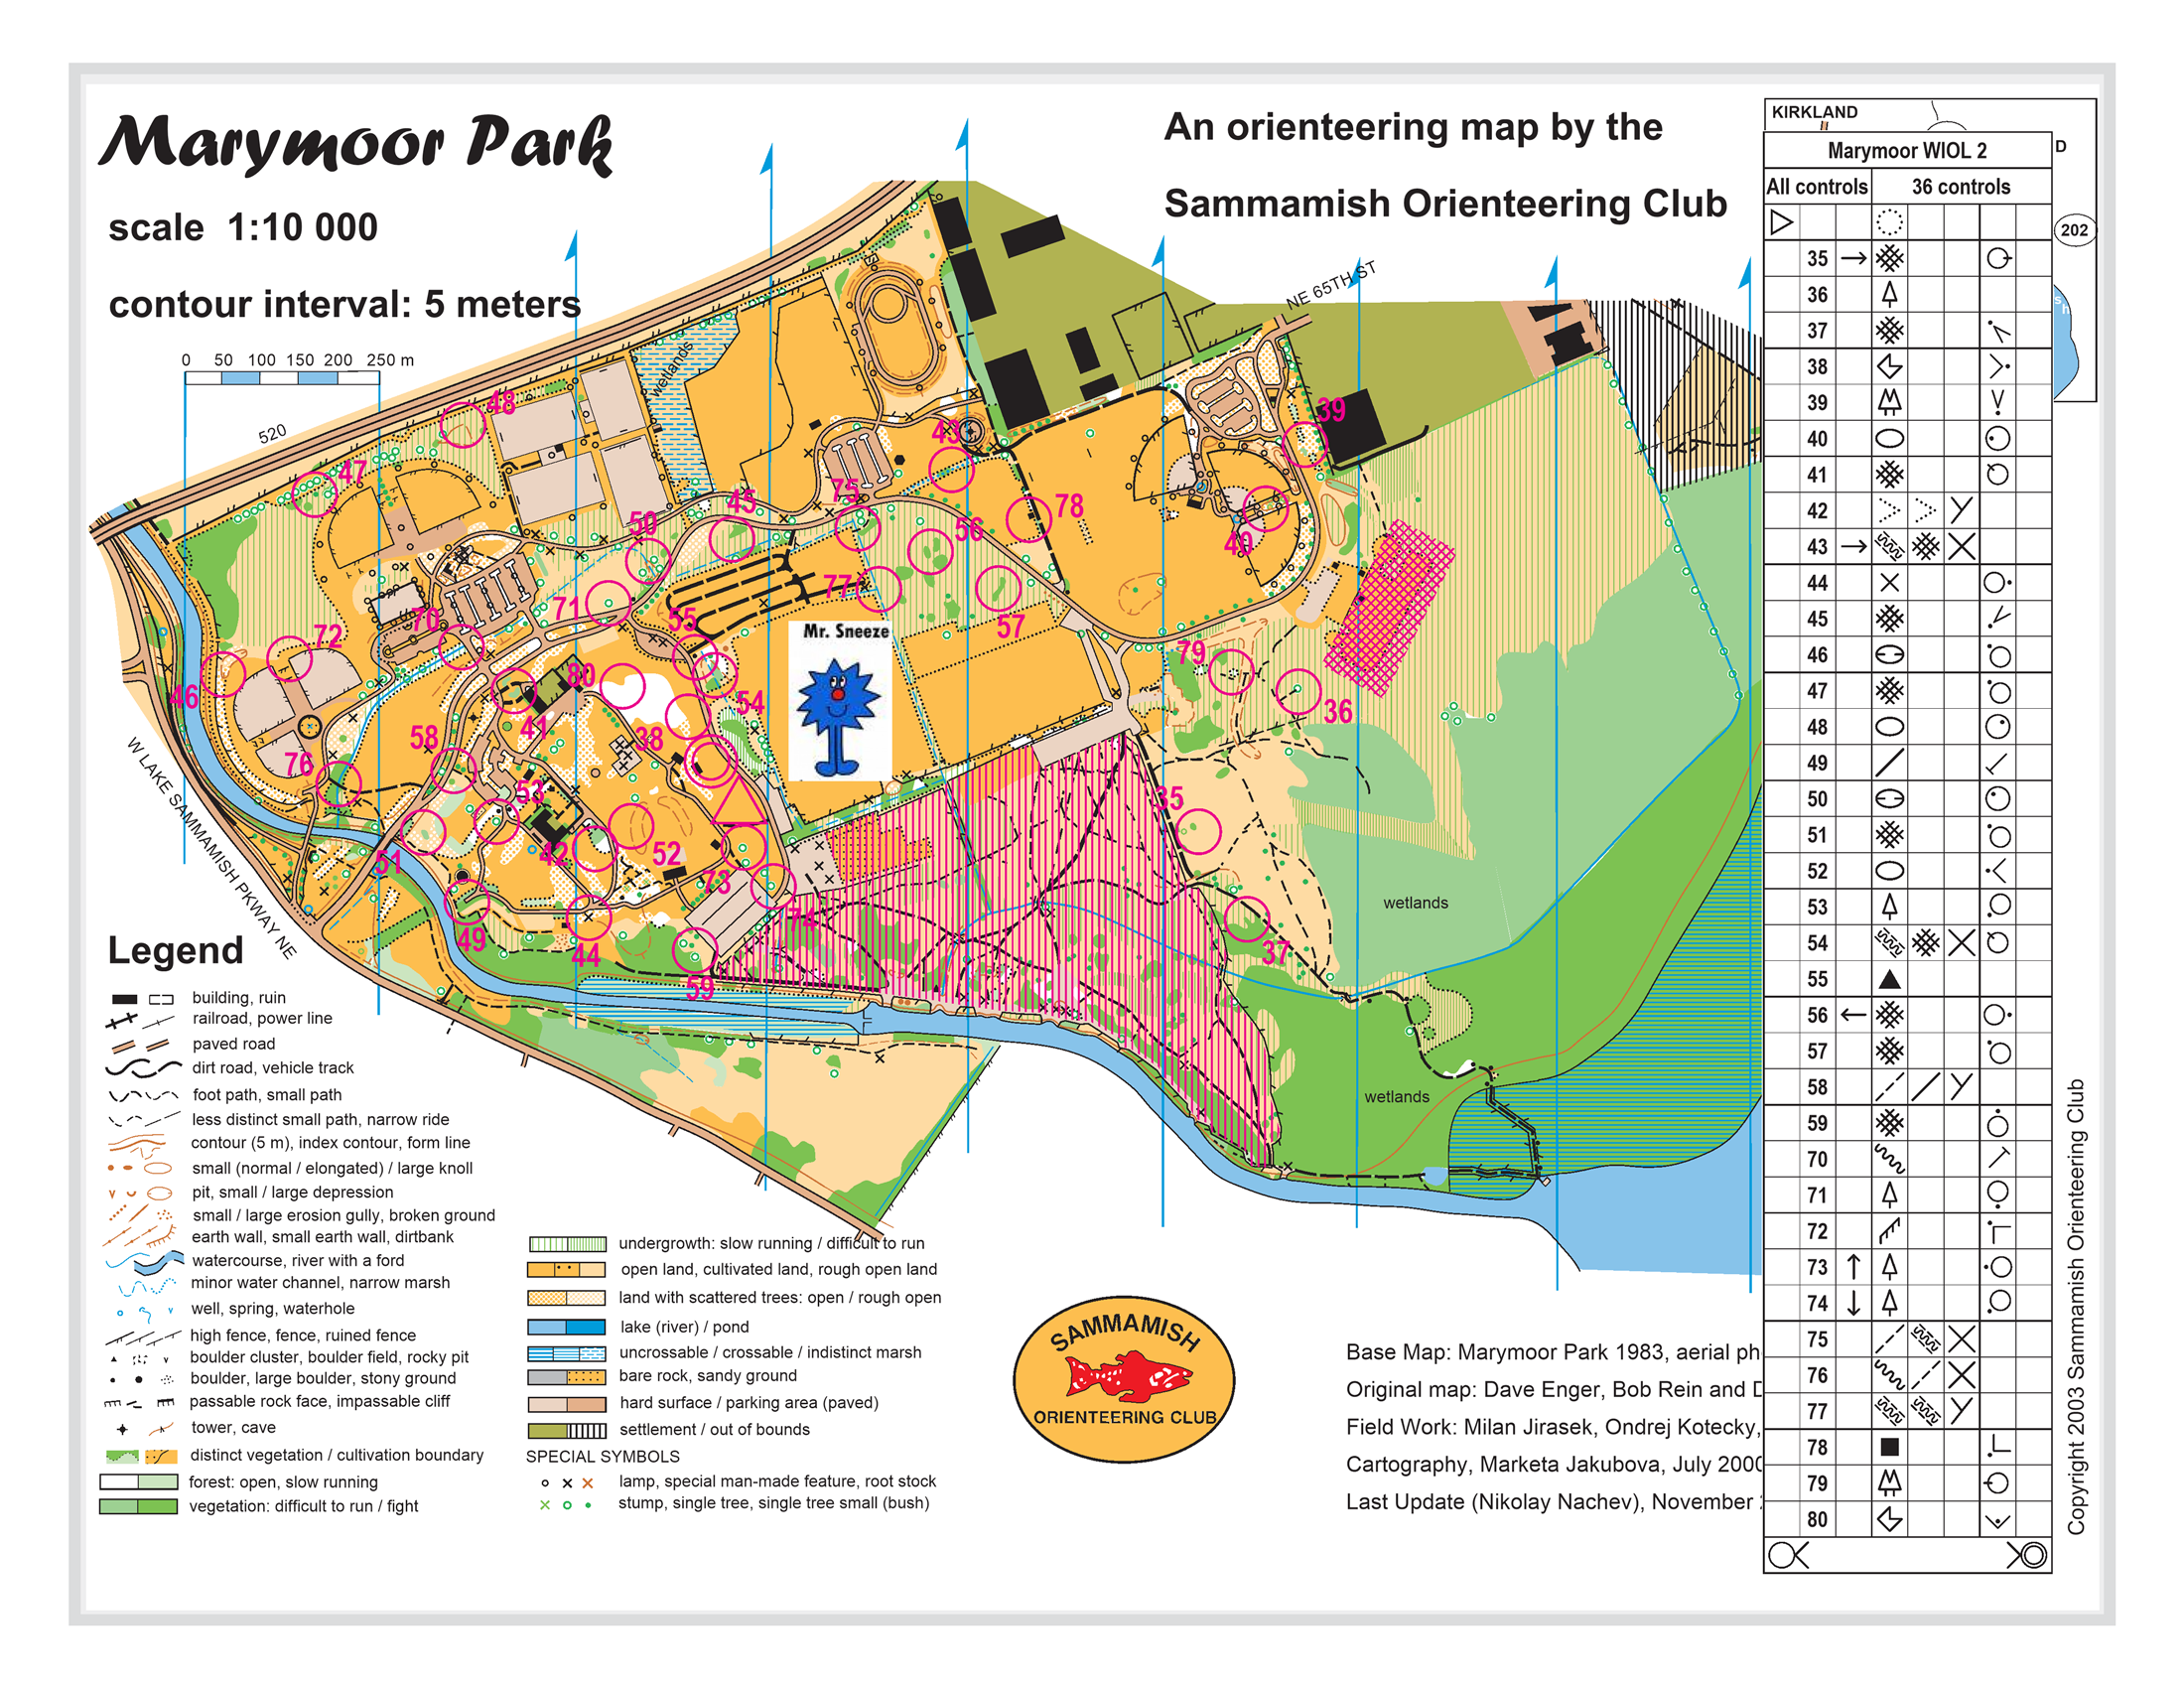 Marymoor Park
scale 1:10 000
contour interval: 5 meters
0 50 100 150 200 250 m
An orienteering map by the
Sammamish Orienteering Club
KIRKLAND
D
202
Marymoor WIOL 2
All controls 36 controls
35
36
37
38
39
40
41
42
43
44
45
46
47
48
49
50
51
52
53
54
55
56
57
58
59
70
71
72
73
74
75
76
77
78
79
80
Copyright 2003 Sammamish Orienteering Club
NE 65TH ST
520
wetlands
W LAKE SAMMAMISH PKWAY NE
Mr. Sneeze
wetlands
wetlands
48
47
43
39
45
75
50
56
78
40
77
71
57
55
70
72
46
80
79
36
54
41
58
38
76
53
35
51
42
52
73
74
49
44
37
59
Legend
building, ruin
railroad, power line
paved road
dirt road, vehicle track
foot path, small path
less distinct small path, narrow ride
contour (5 m), index contour, form line
small (normal / elongated) / large knoll
pit, small / large depression
small / large erosion gully, broken ground
earth wall, small earth wall, dirtbank
watercourse, river with a ford
minor water channel, narrow marsh
well, spring, waterhole
high fence, fence, ruined fence
boulder cluster, boulder field, rocky pit
boulder, large boulder, stony ground
passable rock face, impassable cliff
tower, cave
distinct vegetation / cultivation boundary
forest: open, slow running
vegetation: difficult to run / fight
undergrowth: slow running / difficult to run
open land, cultivated land, rough open land
land with scattered trees: open / rough open
lake (river) / pond
uncrossable / crossable / indistinct marsh
bare rock, sandy ground
hard surface / parking area (paved)
settlement / out of bounds
SPECIAL SYMBOLS
lamp, special man-made feature, root stock
stump, single tree, single tree small (bush)
SAMMAMISH
ORIENTEERING CLUB
Base Map: Marymoor Park 1983, aerial ph
Original map: Dave Enger, Bob Rein and D
Field Work: Milan Jirasek, Ondrej Kotecky,
Cartography, Marketa Jakubova, July 2000
Last Update (Nikolay Nachev), November